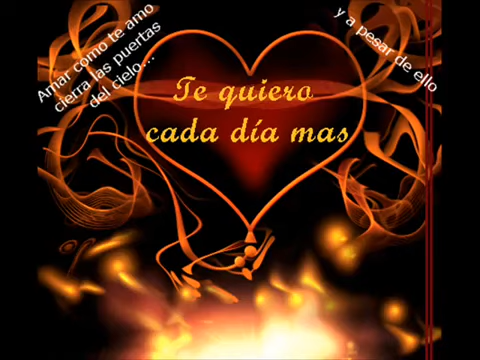 Amar como te amo
cierra las puertas
del cielo...
y a pesar de ello
Te quiero
cada día mas